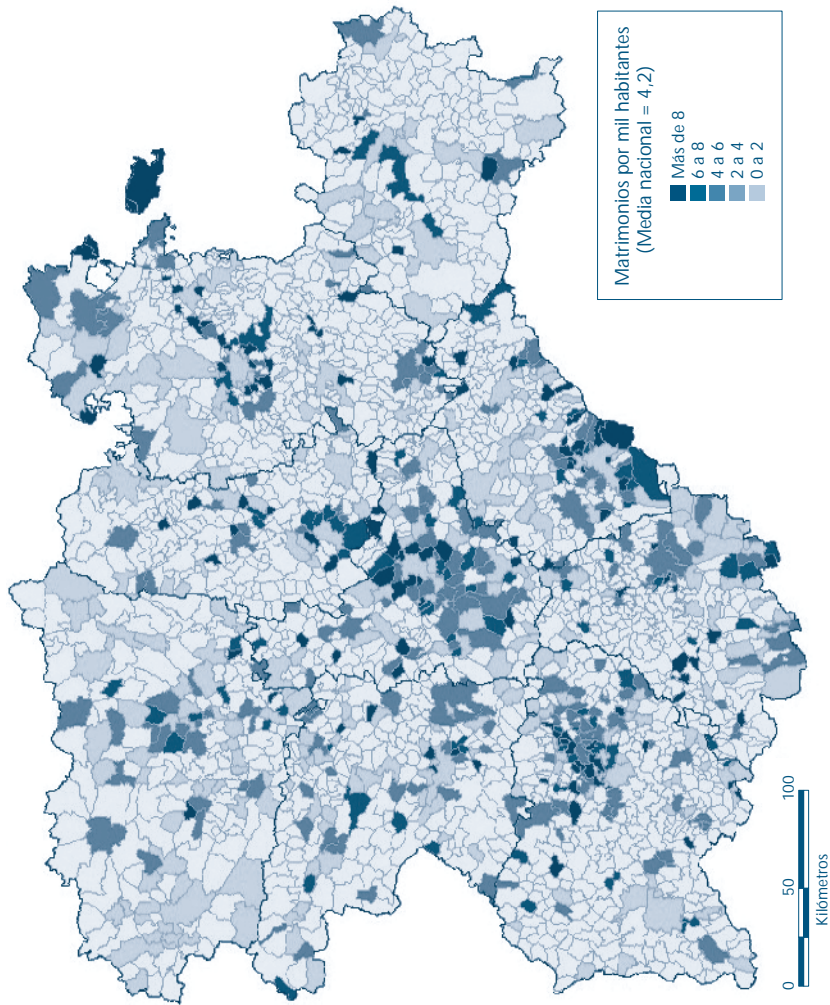 Matrimonios por mil habitantes
(Media nacional = 4,2)
Más de 8
6 a 8
4 a 6
2 a 4
0 a 2
0 50 100
Kilómetros